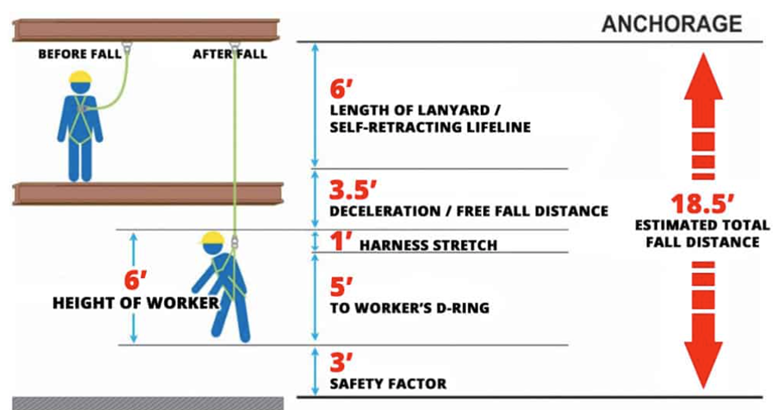 ANCHORAGE
BEFORE FALL
AFTER FALL
6'
LENGTH OF LANYARD /
SELF-RETRACTING LIFELINE
3.5'
DECELERATION / FREE FALL DISTANCE
18.5'
ESTIMATED TOTAL
FALL DISTANCE
1' HARNESS STRETCH
6'
HEIGHT OF WORKER
5'
TO WORKER'S D-RING
3'
SAFETY FACTOR